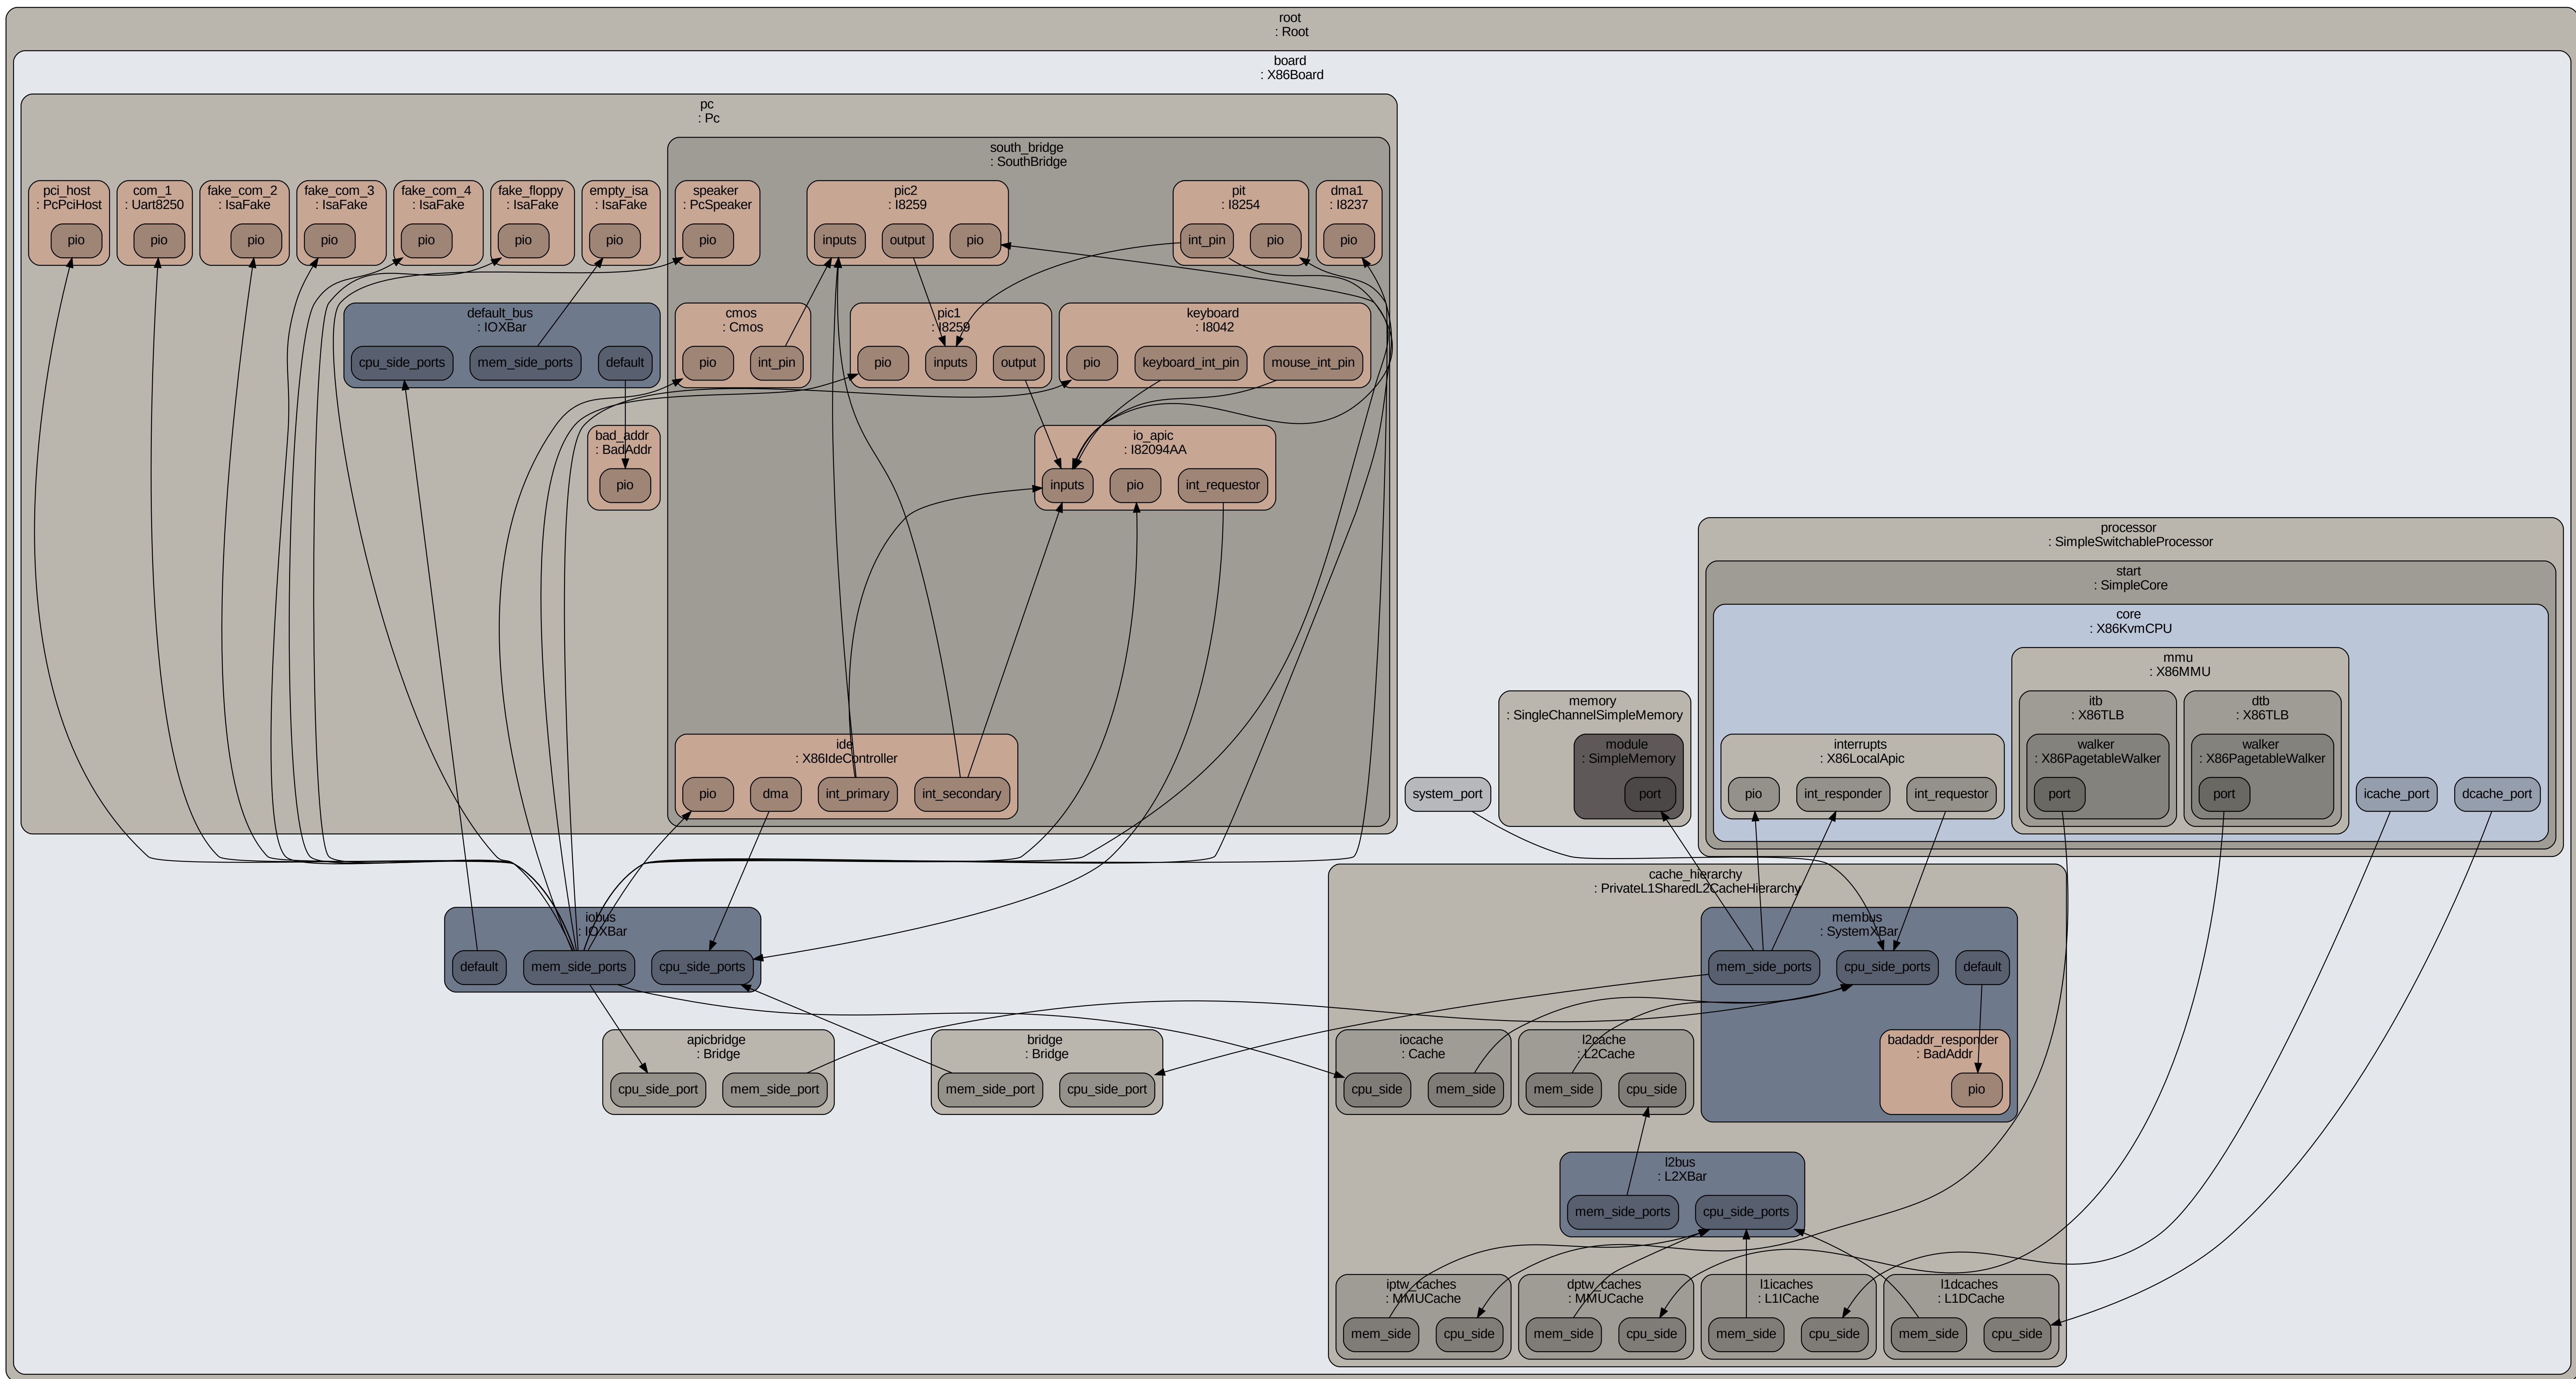 root
: Root
board
: X86Board
pc
: Pc
south_bridge
: SouthBridge
pci_host
: PcPciHost
pio
com_1
: Uart8250
pio
fake_com_2
: IsaFake
pio
fake_com_3
: IsaFake
pio
fake_com_4
: IsaFake
pio
fake_floppy
: IsaFake
pio
empty_isa
: IsaFake
pio
speaker
: PcSpeaker
pio
pic2
: I8259
inputs
output
pio
pit
: I8254
int_pin
pio
dma1
: I8237
pio
default_bus
: IOXBar
cpu_side_ports
mem_side_ports
default
cmos
: Cmos
pio
int_pin
pic1
: I8259
pio
inputs
output
keyboard
: I8042
pio
keyboard_int_pin
mouse_int_pin
bad_addr
: BadAddr
pio
io_apic
: I82094AA
inputs
pio
int_requestor
ide
: X86IdeController
pio
dma
int_primary
int_secondary
system_port
memory
: SingleChannelSimpleMemory
module
: SimpleMemory
port
processor
: SimpleSwitchableProcessor
start
: SimpleCore
core
: X86KvmCPU
mmu
: X86MMU
itb
: X86TLB
walker
: X86PagetableWalker
port
dtb
: X86TLB
walker
: X86PagetableWalker
port
interrupts
: X86LocalApic
pio
int_responder
int_requestor
icache_port
dcache_port
iobus
: IOXBar
default
mem_side_ports
cpu_side_ports
cache_hierarchy
: PrivateL1SharedL2CacheHierarchy
membus
: SystemXBar
mem_side_ports
cpu_side_ports
default
badaddr_responder
: BadAddr
pio
apicbridge
: Bridge
cpu_side_port
mem_side_port
bridge
: Bridge
mem_side_port
cpu_side_port
iocache
: Cache
cpu_side
mem_side
l2cache
: L2Cache
mem_side
cpu_side
l2bus
: L2XBar
mem_side_ports
cpu_side_ports
iptw_caches
: MMUCache
mem_side
cpu_side
dptw_caches
: MMUCache
mem_side
cpu_side
l1icaches
: L1ICache
mem_side
cpu_side
l1dcaches
: L1DCache
mem_side
cpu_side